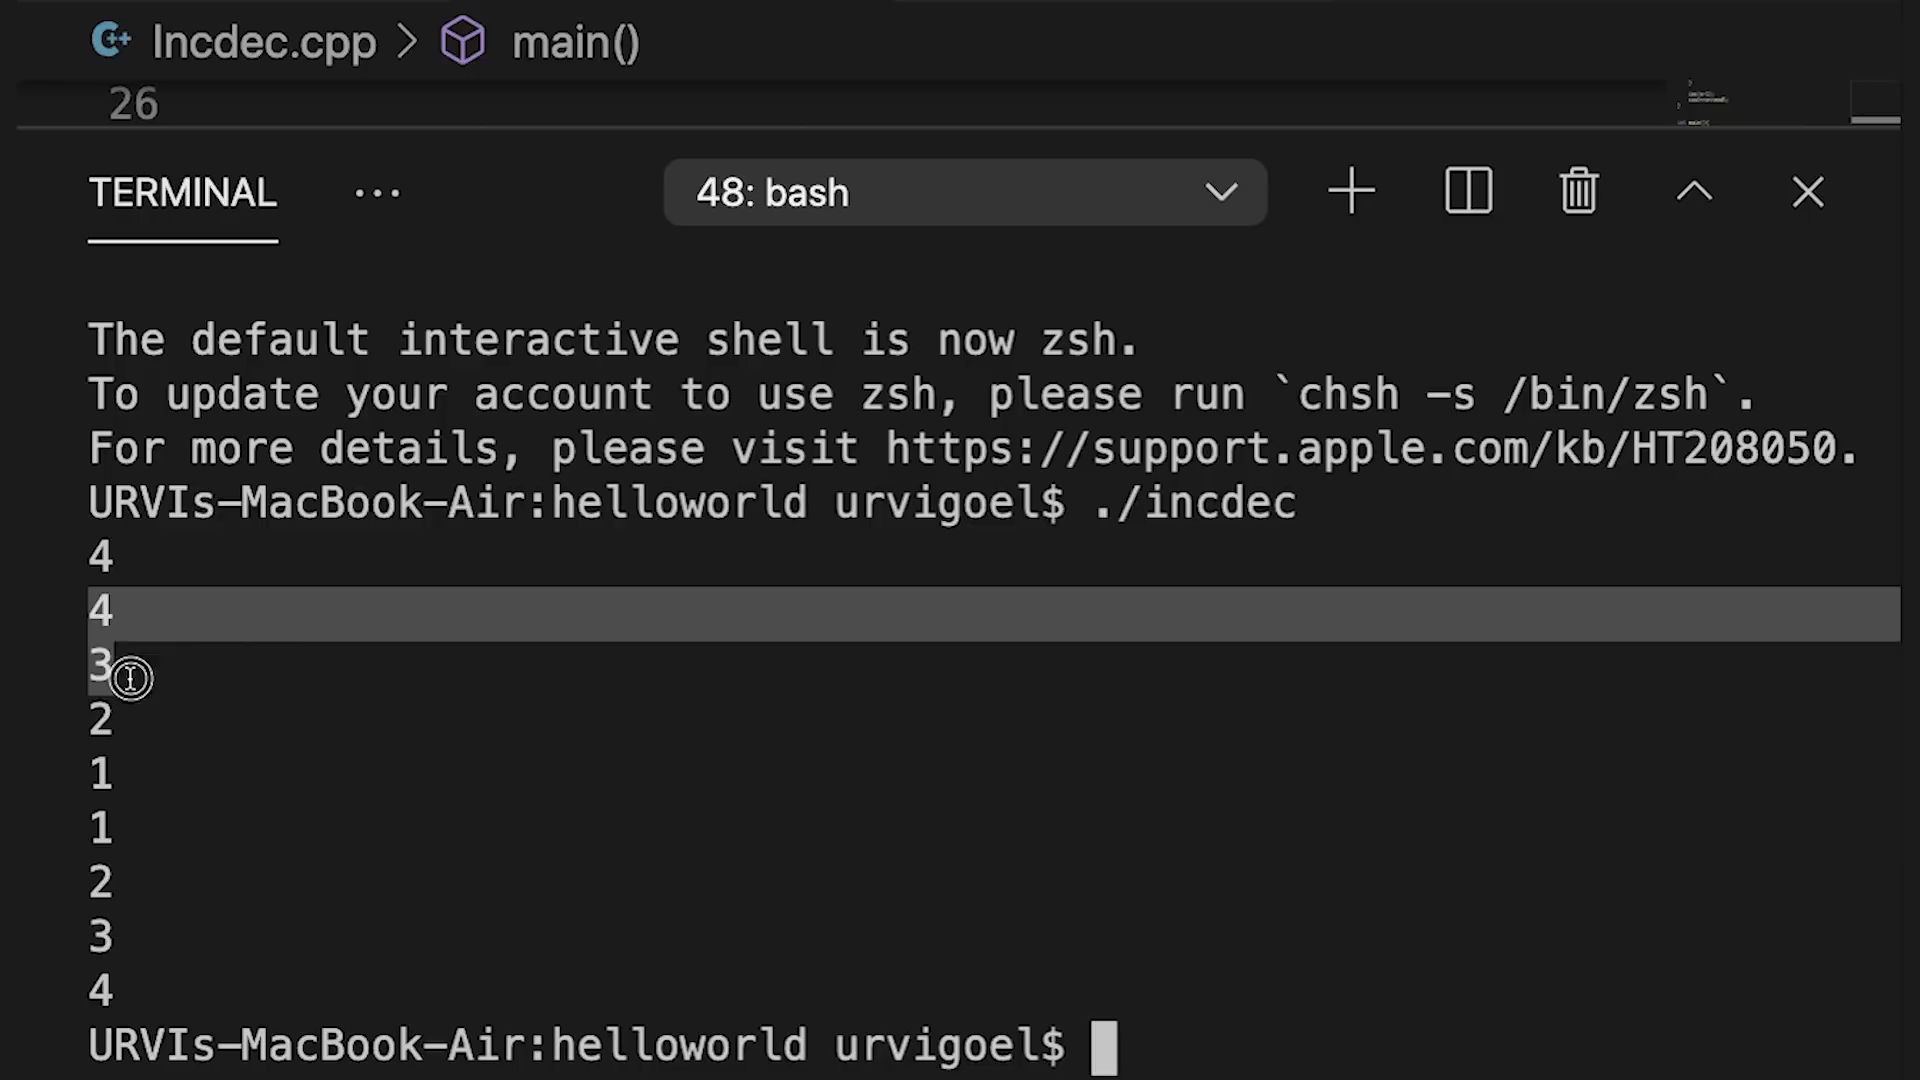 Incdec.cpp > main()
26
TERMINAL ... 48: bash
The default interactive shell is now zsh.
To update your account to use zsh, please run `chsh -s /bin/zsh`.
For more details, please visit https://support.apple.com/kb/HT208050.
URVIs-MacBook-Air:helloworld urvigoel$ ./incdec
4
4
3
2
1
1
2
3
4
URVIs-MacBook-Air:helloworld urvigoel$